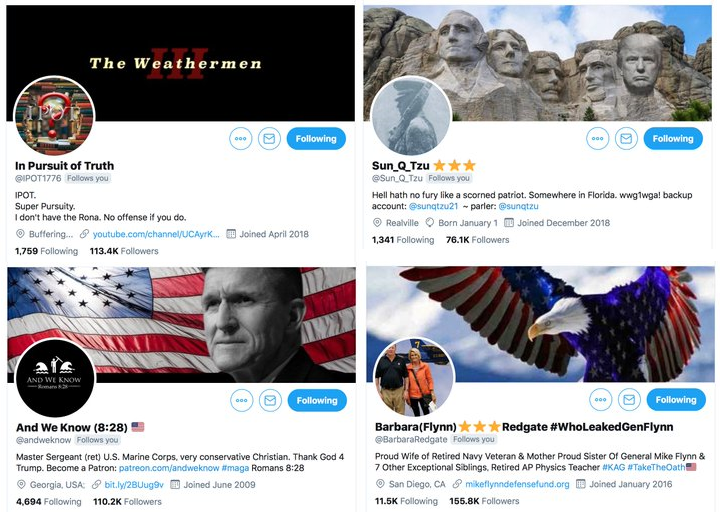 The Weathermen
III
IPOT
Following
In Pursuit of Truth
@IPOT1776 Follows you
IPOT.
Super Pursuity.
I don't have the Rona. No offense if you do.
Buffering... youtube.com/channel/UCAyrK... Joined April 2018
1,759 Following 113.4K Followers
Following
Sun_Q_Tzu ⭐⭐⭐
@Sun_Q_Tzu Follows you
Hell hath no fury like a scorned patriot. Somewhere in Florida. wwg1wga! backup
account: @sunqtzu21 ~ parler: @sunqtzu
Realville Born January 1 Joined December 2018
1,341 Following 76.1K Followers
AND WE KNOW
Romans 8:28
Following
And We Know (8:28) 🇺🇸
@andweknow Follows you
Master Sergeant (ret) U.S. Marine Corps, very conservative Christian. Thank God 4
Trump. Become a Patron: patreon.com/andweknow #maga Romans 8:28
Georgia, USA; bit.ly/2BUug9v Joined June 2009
4,694 Following 110.2K Followers
7
Following
Barbara(Flynn)⭐⭐⭐Redgate #WhoLeakedGenFlynn
@BarbaraRedgate Follows you
Proud Wife of Retired Navy Veteran & Mother Proud Sister Of General Mike Flynn &
7 Other Exceptional Siblings, Retired AP Physics Teacher #KAG #TakeTheOath🇺🇸
San Diego, CA mikeflynndefensefund.org Joined January 2016
11.5K Following 155.8K Followers